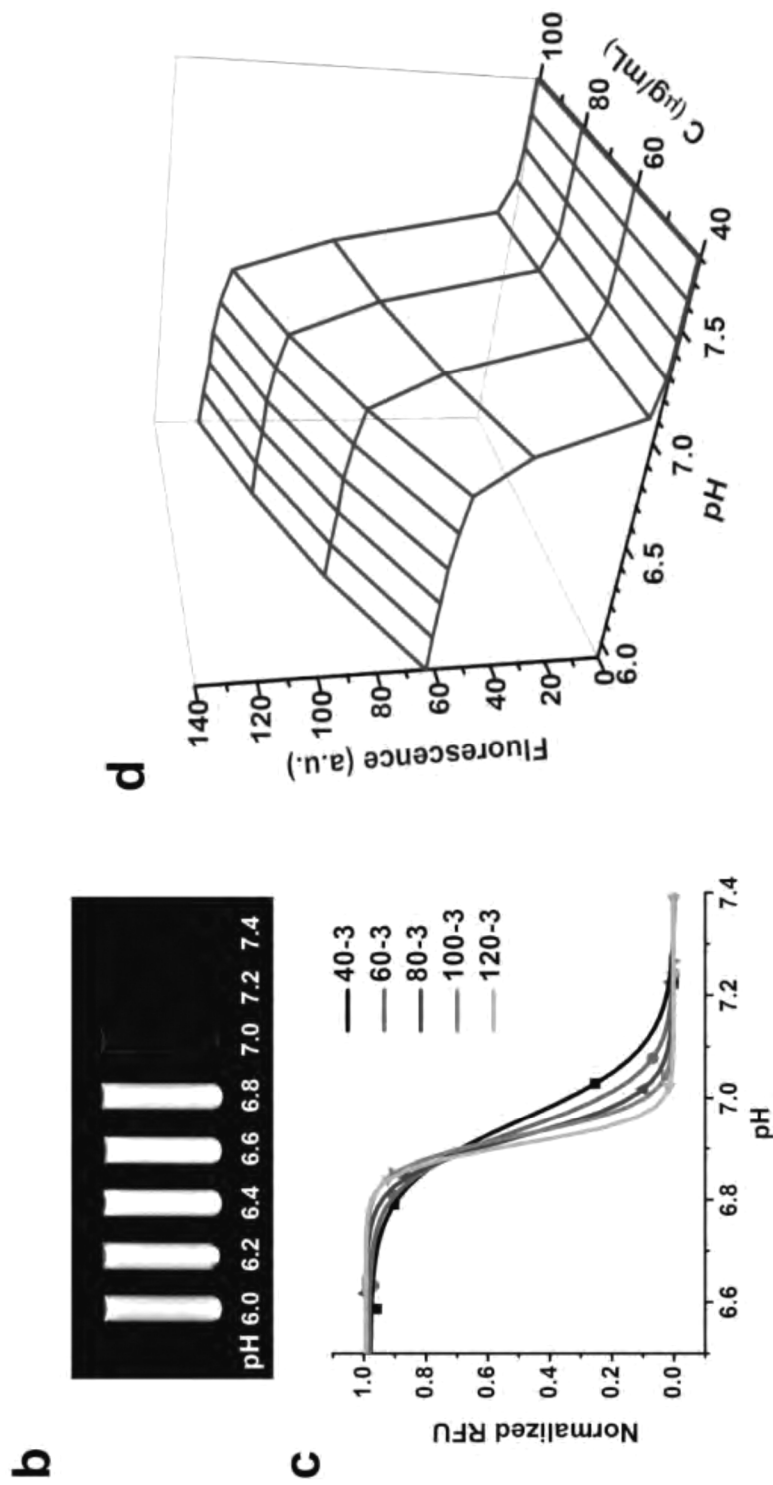 b
pH 6.0 6.2 6.4 6.6 6.8 7.0 7.2 7.4
c
Normalized RFU
1.0
0.8
0.6
0.4
0.2
0.0
6.6 6.8 7.0 7.2 7.4
pH
40-3
60-3
80-3
100-3
120-3
d
Fluorescence (a.u.)
140
120
100
80
60
40
20
0
6.0 6.5 7.0 7.5
pH
40 60 80 100
C (μg/mL)